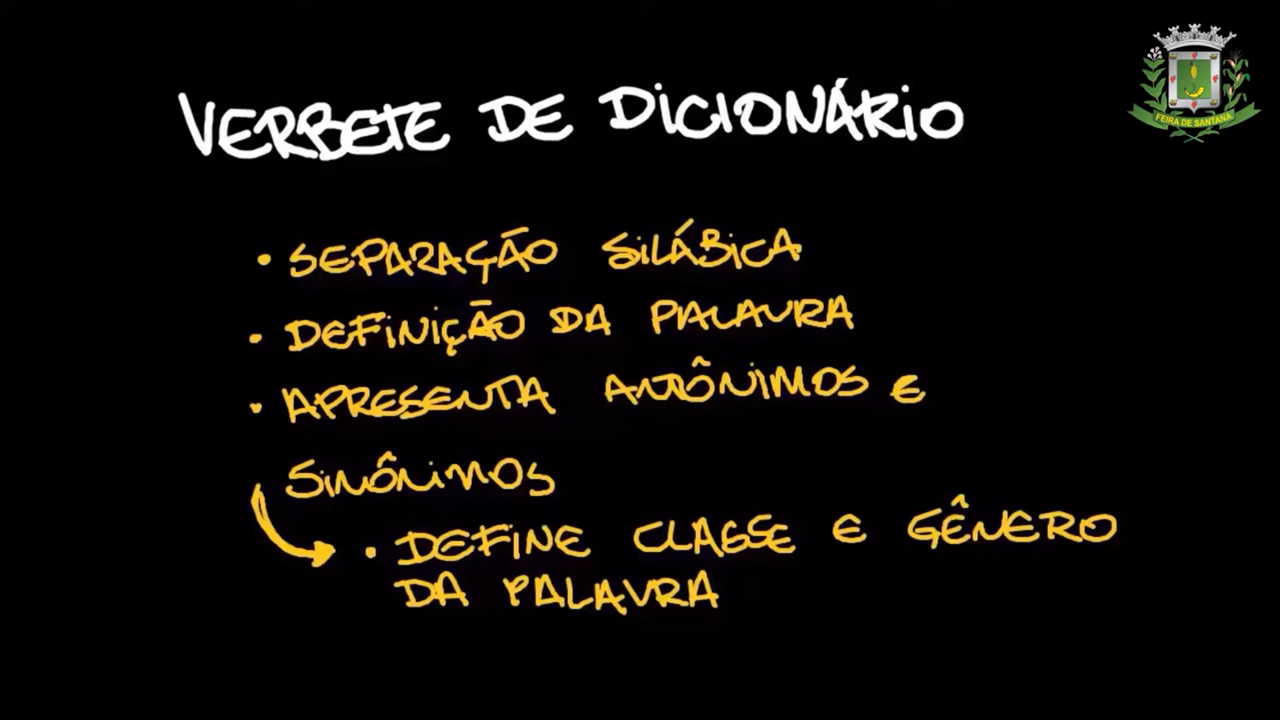 FEIRA DE SANTANA
VERBETE DE DICIONÁRIO
• SEPARAÇÃO SILÁBICA
• DEFINIÇÃO DA PALAVRA
• APRESENTA ANTÔNIMOS E
SINÔNIMOS
• DEFINE CLASSE E GÊNERO
DA PALAVRA